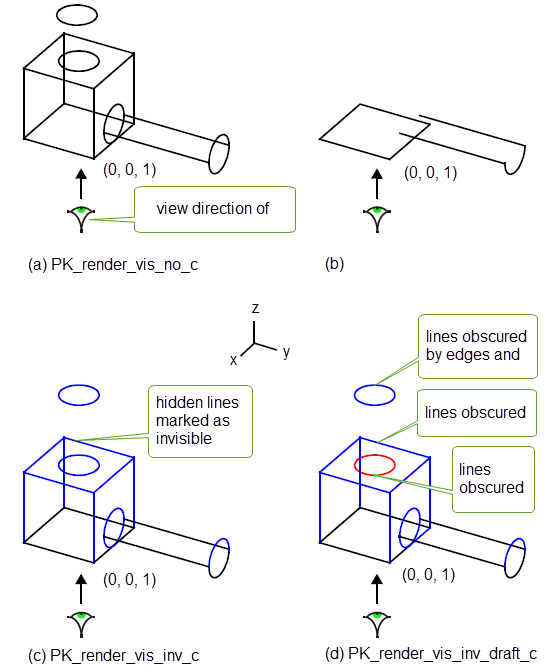 (0, 0, 1)
view direction of
(a) PK_render_vis_no_c
(0, 0, 1)
(b)
z
y
x
hidden lines
marked as
invisible
(0, 0, 1)
(c) PK_render_vis_inv_c
lines obscured
by edges and
lines obscured
lines
obscured
(0, 0, 1)
(d) PK_render_vis_inv_draft_c